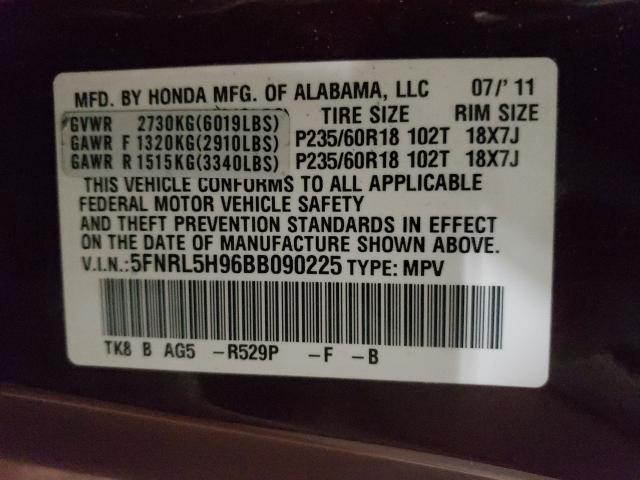 MFD. BY HONDA MFG. OF ALABAMA, LLC 07/' 11
TIRE SIZE RIM SIZE
GVWR 2730KG(6019LBS)
GAWR F 1320KG(2910LBS) P235/60R18 102T 18X7J
GAWR R 1515KG(3340LBS) P235/60R18 102T 18X7J
THIS VEHICLE CONFORMS TO ALL APPLICABLE
FEDERAL MOTOR VEHICLE SAFETY
AND THEFT PREVENTION STANDARDS IN EFFECT
ON THE DATE OF MANUFACTURE SHOWN ABOVE.
V.I.N.:5FNRL5H96BB090225 TYPE: MPV
TK8 B AG5 -R529P -F -B